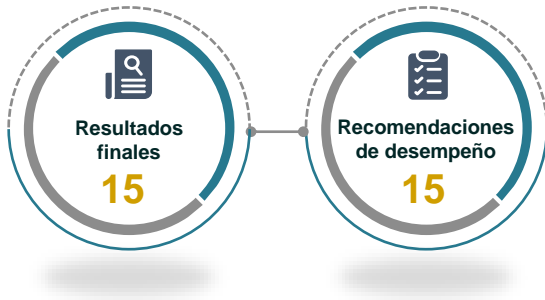 Resultados
finales
15
Recomendaciones
de desempeño
15